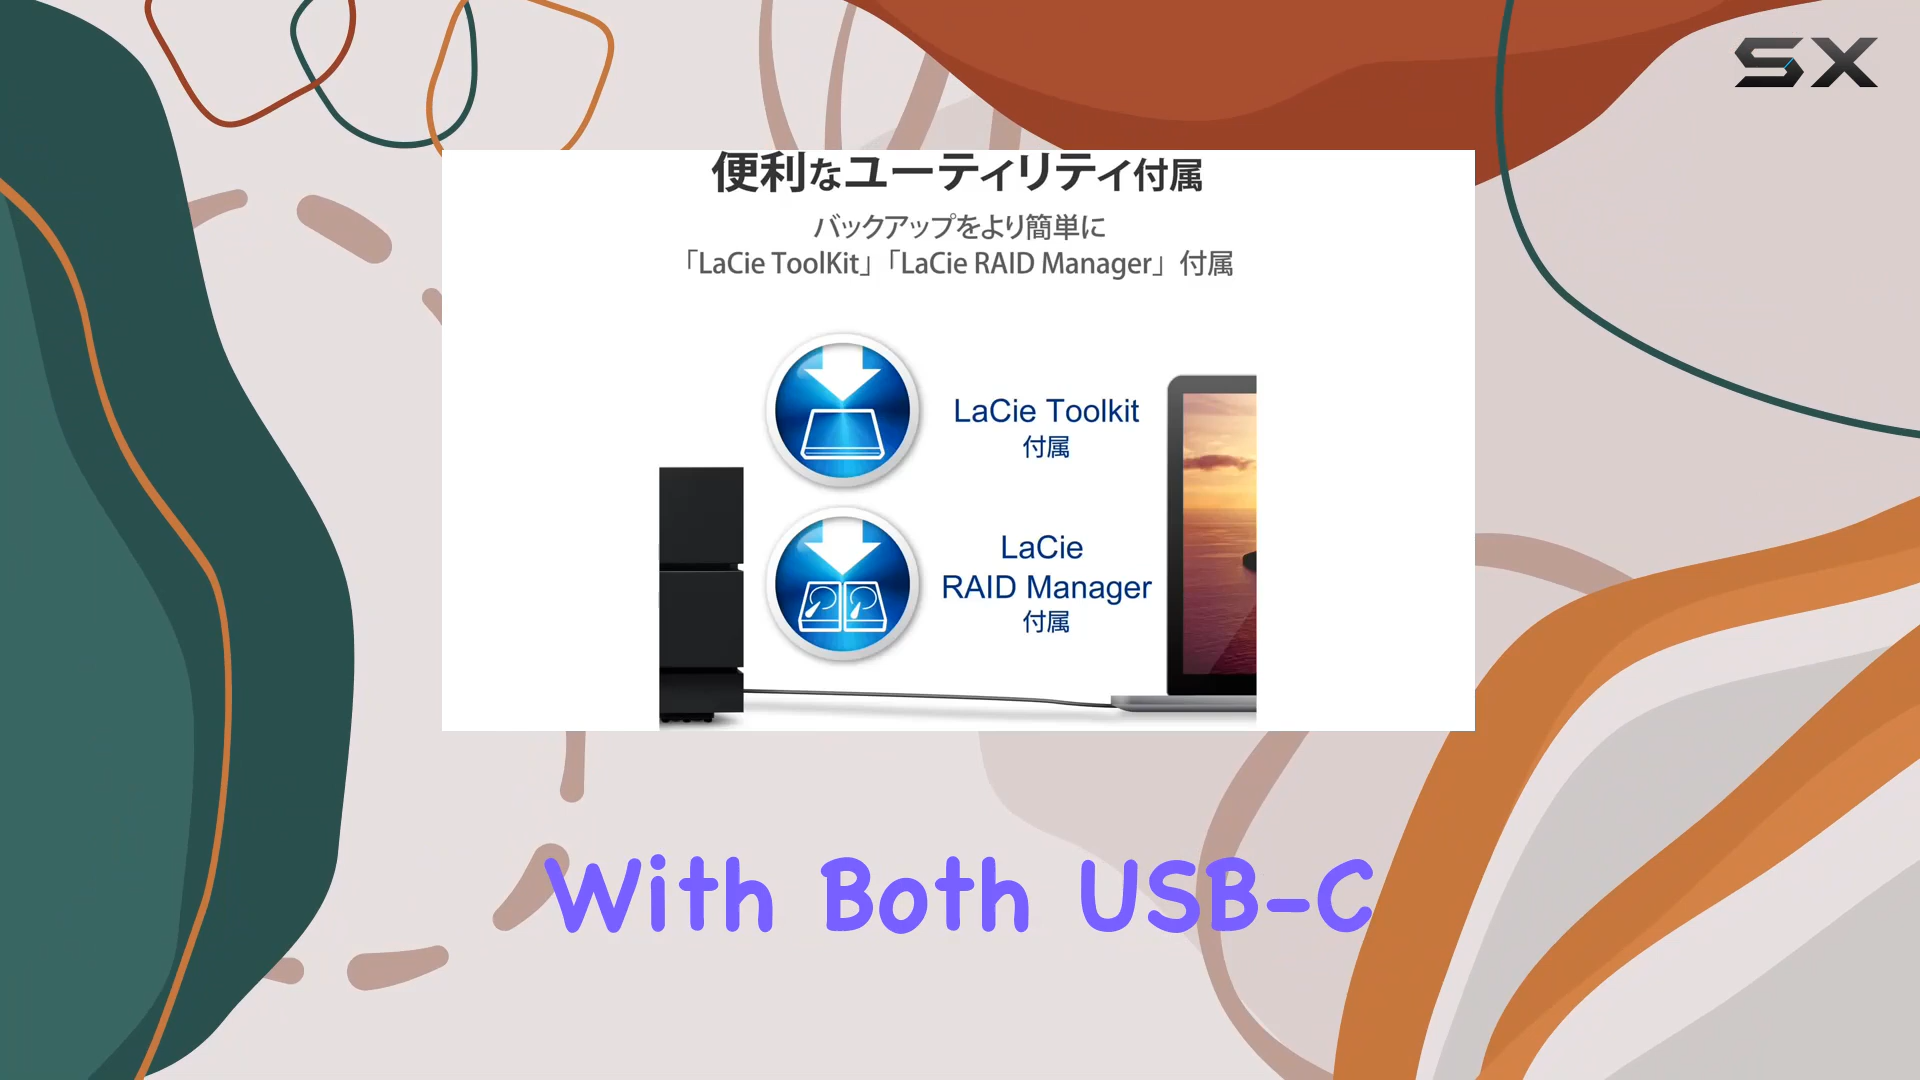 SX
便利なユーティリティ付属
バックアップをより簡単に
「LaCie ToolKit」「LaCie RAID Manager」付属
LaCie Toolkit
付属
LaCie
RAID Manager
付属
With Both USB-C